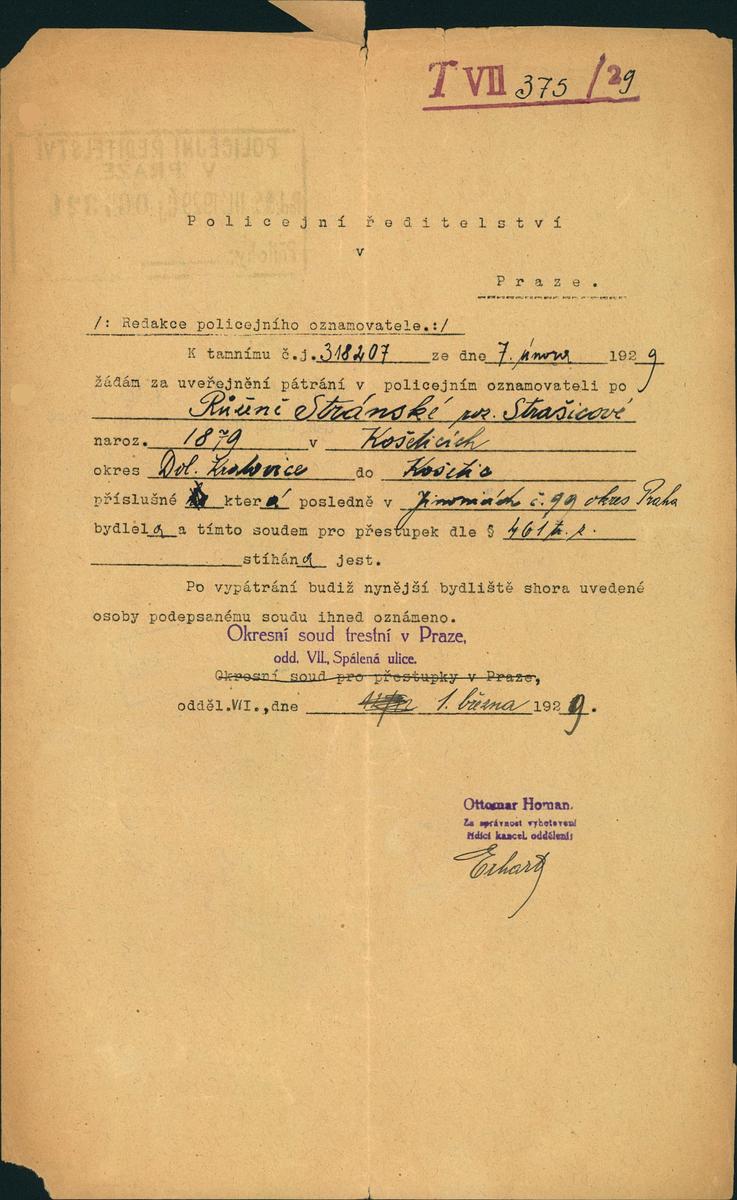 T VII 375 /29
Policejní ředitelství
v
Praze.
/: Redakce policejního oznamovatele.:/
K tamnímu č.j. 318207 ze dne 7. února 1929
žádám za uveřejnění pátrání v policejním oznamovateli po
Růženě Stránské roz. Strašicové
naroz. 1879 v Košeticích
okres Dol. Kralovice do Košetic
příslušné která posledně v Jinonicích č. 99 okres Praha
bydlela a tímto soudem pro přestupek dle § 461 tr. z.
stíhána jest.
Po vypátrání budiž nynější bydliště shora uvedené
osoby podepsanému soudu ihned oznámeno.
Okresní soud trestní v Praze,
odd. VII., Spálená ulice.
Okresní soud pro přestupky v Praze,
odděl.VII.,dne 1. března 1929.
Ottomar Homan.
Za správnost vyhotovení
řídící kancel. oddělení:
Erhart